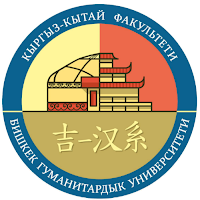 КЫРГЫЗ-КЫТАЙ ФАКУЛЬТЕТИ
吉-汉系
БИШКЕК ГУМАНИТАРДЫК УНИВЕРСИТЕТИ